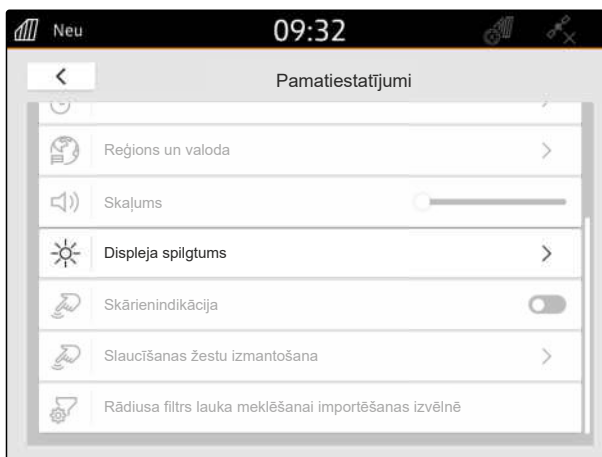 Neu
09:32
Pamatiestatījumi
Reģions un valoda
Skaļums
Displeja spilgtums
Skārienindikācija
Slaucīšanas žestu izmantošana
Rādiusa filtrs lauka meklēšanai importēšanas izvēlnē